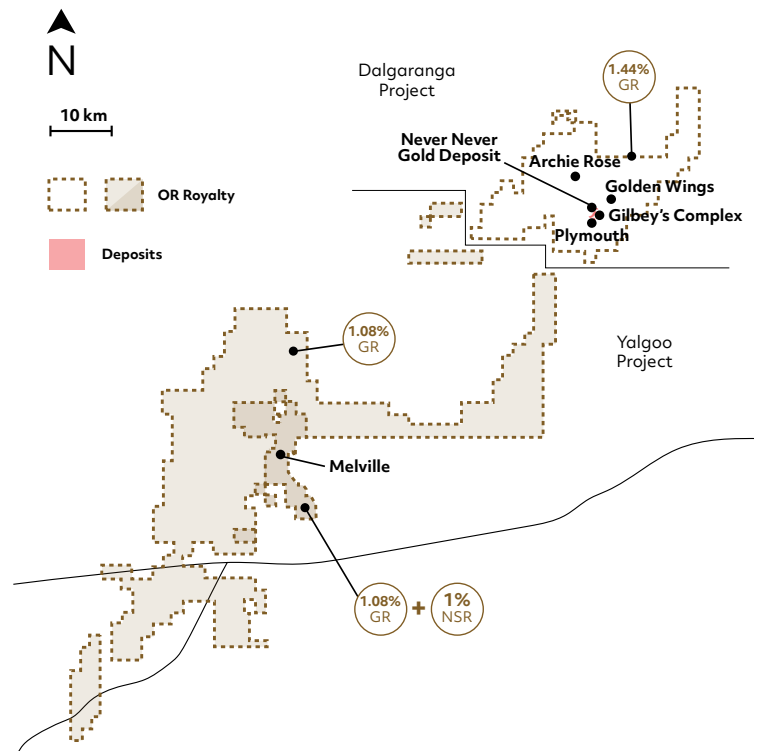 N
10 km
OR Royalty
Deposits
Dalgaranga
Project
1.44%
GR
Never Never
Gold Deposit
Archie Rose
Golden Wings
Gilbey's Complex
Plymouth
1.08%
GR
Yalgoo
Project
Melville
1.08%
GR
+
1%
NSR